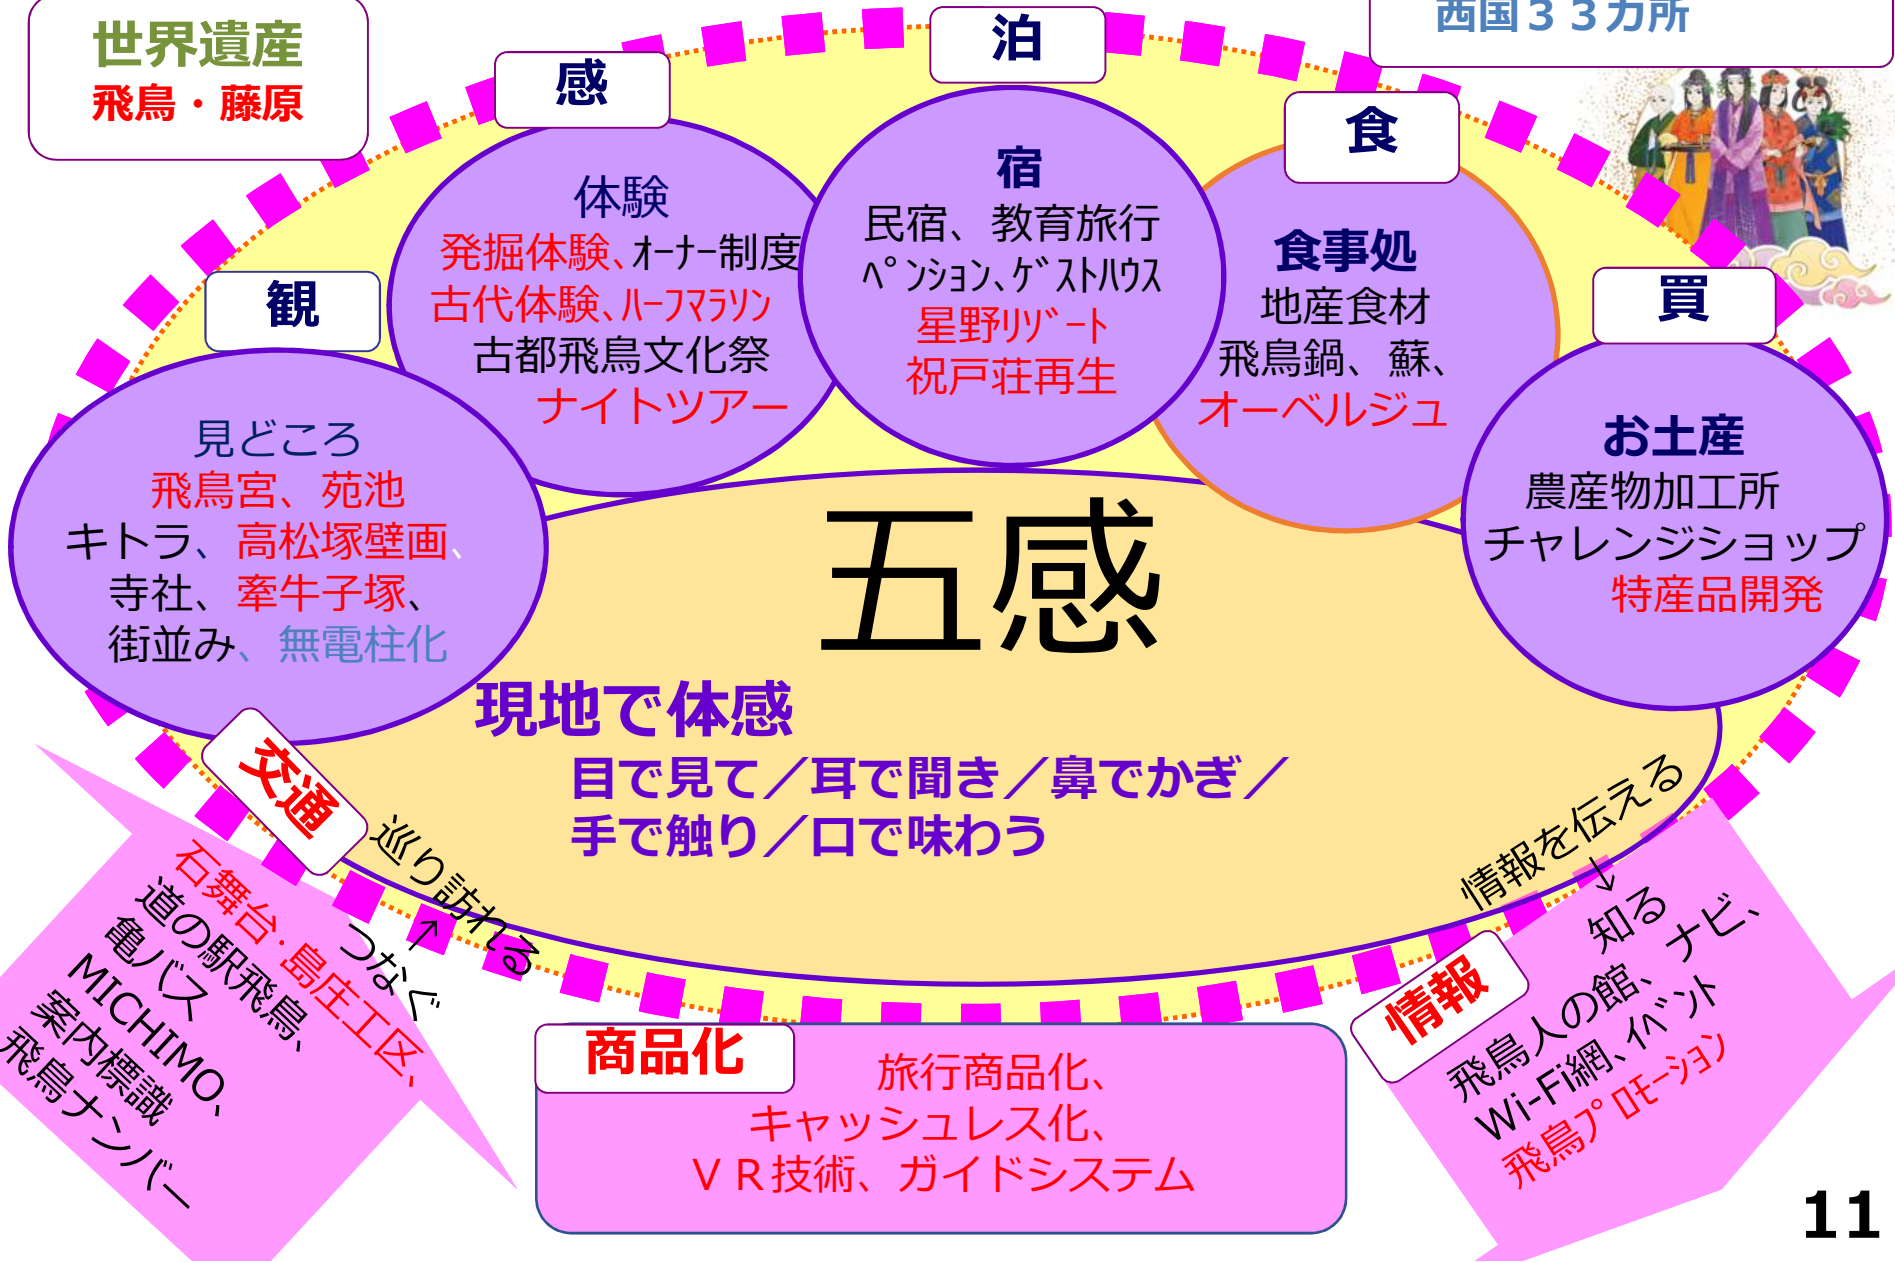 世界遺産
飛鳥・藤原
西国３３カ所
感
泊
食
観
買
体験
発掘体験、ｵｰﾅｰ制度
古代体験、ﾊｰﾌﾏﾗｿﾝ
古都飛鳥文化祭
ナイトツアー
宿
民宿、教育旅行
ﾍﾟﾝｼｮﾝ､ｹﾞｽﾄﾊｳｽ
星野ﾘｿﾞｰﾄ
祝戸荘再生
食事処
地産食材
飛鳥鍋、蘇、
オーベルジュ
見どころ
飛鳥宮、苑池
キトラ、高松塚壁画、
寺社、牽牛子塚、
街並み、無電柱化
お土産
農産物加工所
チャレンジショップ
特産品開発
五感
現地で体感
目で見て／耳で聞き／鼻でかぎ／
手で触り／口で味わう
交通
巡り訪れる
↑
つなぐ
石舞台･島庄工区、
道の駅飛鳥、
亀バス
MICHIMO、
案内標識
飛鳥ナンバー
商品化
旅行商品化、
キャッシュレス化、
ＶＲ技術、ガイドシステム
情報を伝える
↓
知る
情報
飛鳥人の館、ナビ、
Wi-Fi網､ｲﾍﾞﾝﾄ
飛鳥ﾌﾟﾛﾓｰｼｮﾝ
11